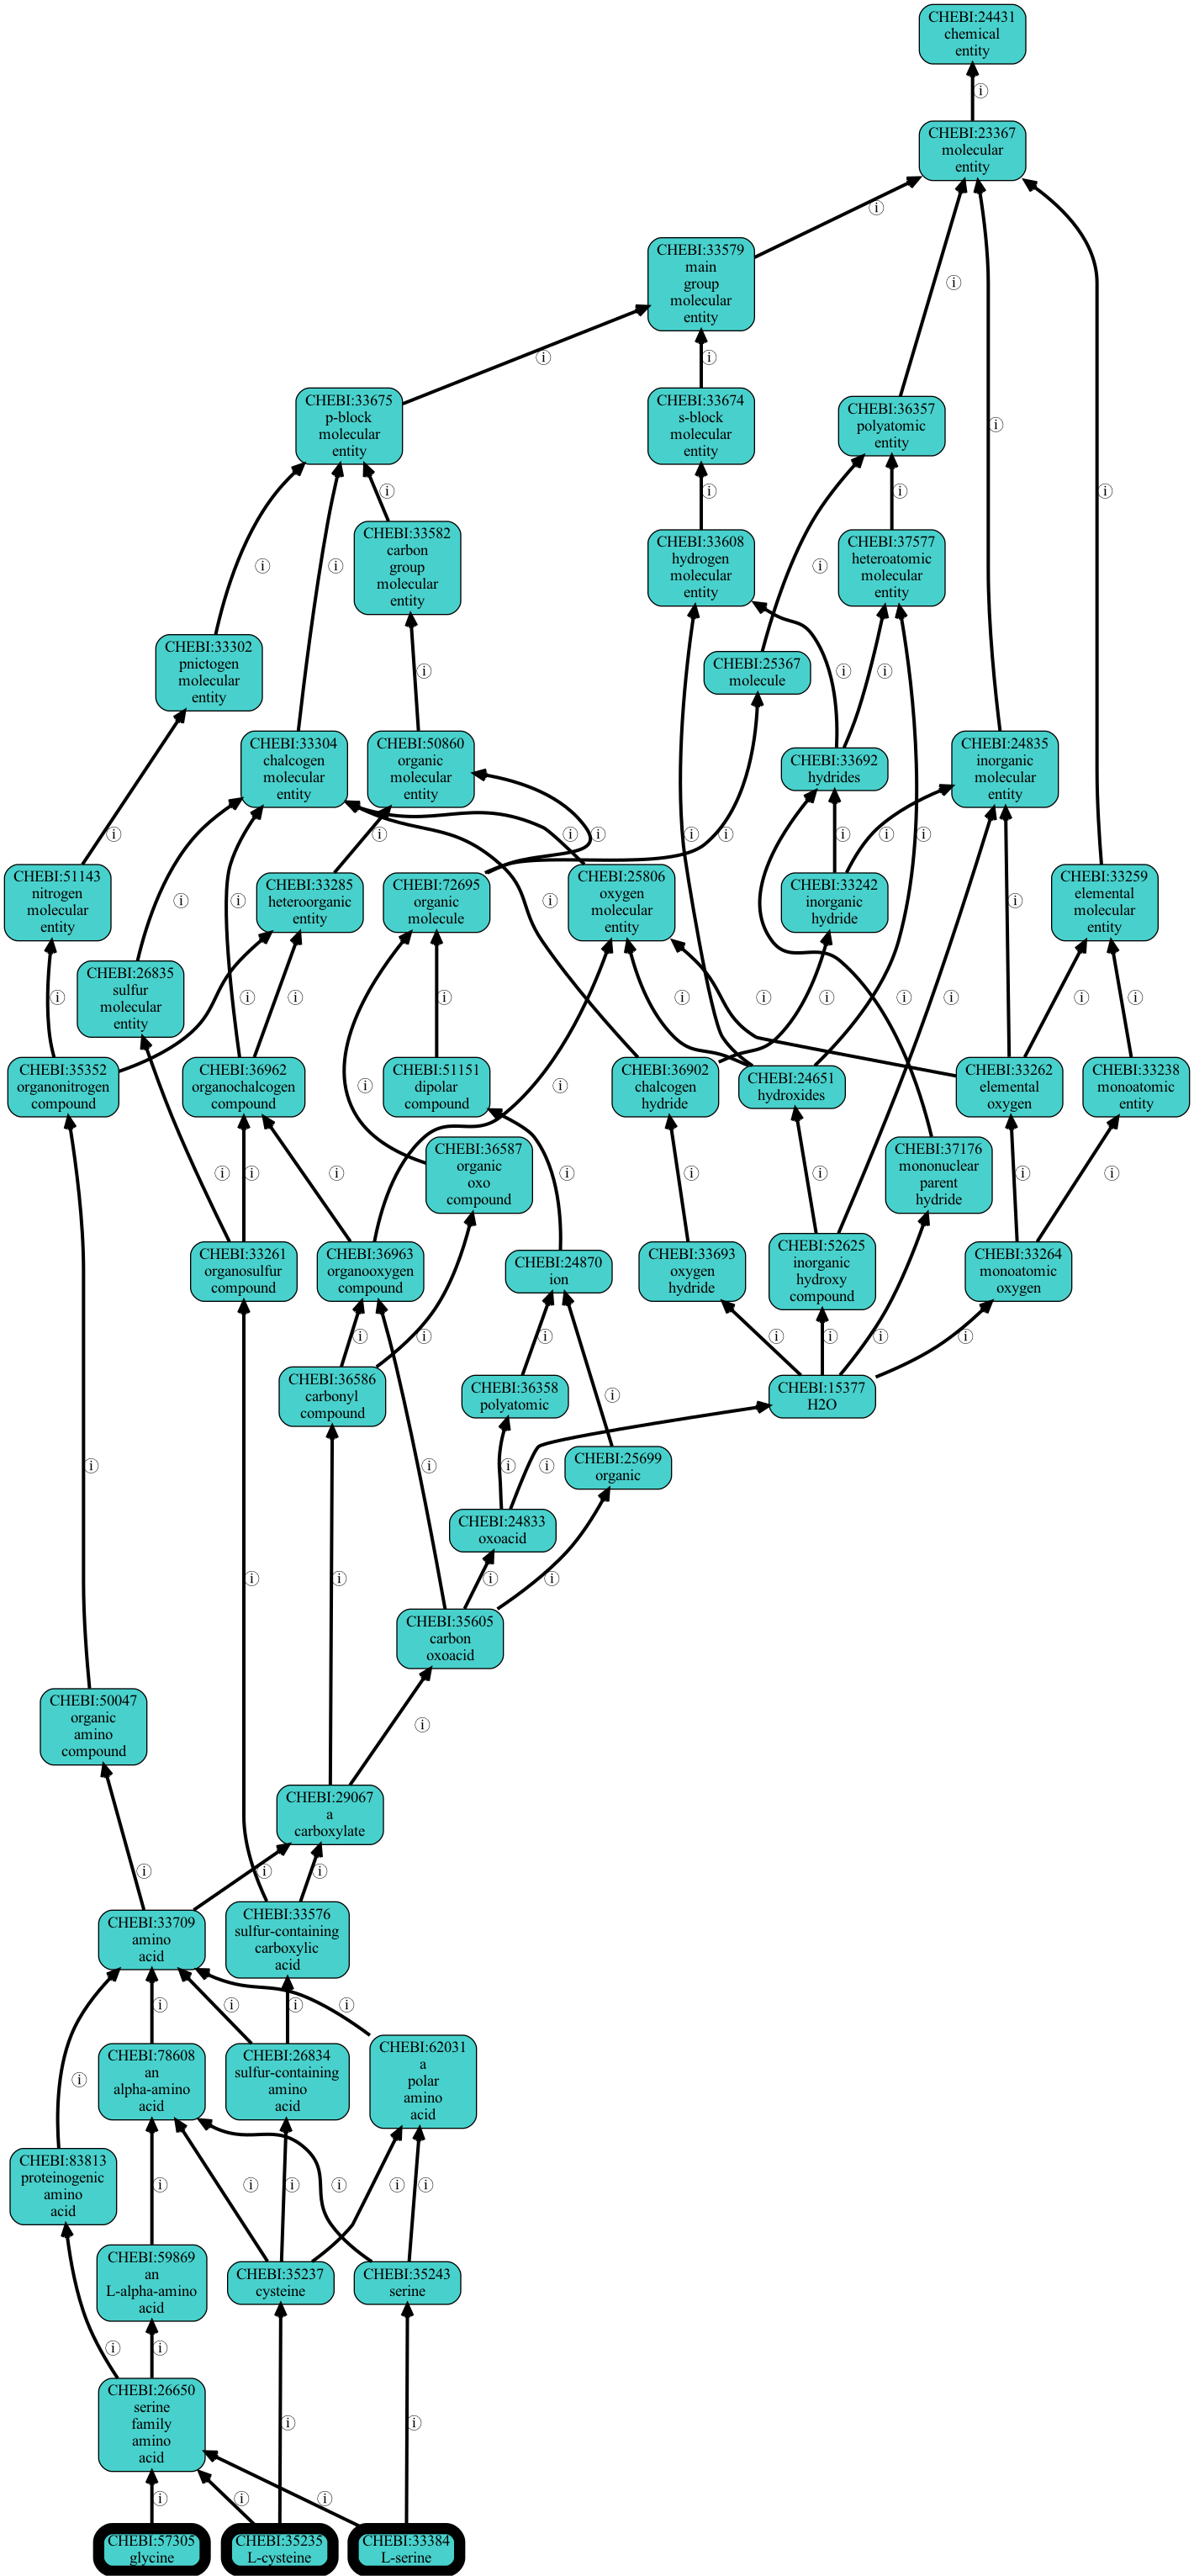 CHEBI:24431
chemical
entity
ⓘ
CHEBI:23367
molecular
entity
ⓘ
CHEBI:33579
main
group
molecular
entity
ⓘ
ⓘ
ⓘ
CHEBI:33675
p-block
molecular
entity
CHEBI:33674
s-block
molecular
entity
CHEBI:36357
polyatomic
entity
ⓘ
ⓘ
ⓘ
ⓘ
ⓘ
CHEBI:33582
carbon
group
molecular
entity
CHEBI:33608
hydrogen
molecular
entity
CHEBI:37577
heteroatomic
molecular
entity
ⓘ
ⓘ
ⓘ
CHEBI:33302
pnictogen
molecular
entity
CHEBI:25367
molecule
ⓘ
ⓘ
ⓘ
CHEBI:33304
chalcogen
molecular
entity
CHEBI:50860
organic
molecular
entity
CHEBI:33692
hydrides
CHEBI:24835
inorganic
molecular
entity
ⓘ
ⓘ
ⓘ
ⓘ
ⓘ
ⓘ
ⓘ
ⓘ
ⓘ
CHEBI:51143
nitrogen
molecular
entity
CHEBI:33285
heteroorganic
entity
CHEBI:72695
organic
molecule
CHEBI:25806
oxygen
molecular
entity
CHEBI:33242
inorganic
hydride
CHEBI:33259
elemental
molecular
entity
ⓘ
ⓘ
ⓘ
ⓘ
CHEBI:26835
sulfur
molecular
entity
ⓘ
ⓘ
ⓘ
ⓘ
ⓘ
ⓘ
ⓘ
ⓘ
ⓘ
ⓘ
ⓘ
CHEBI:35352
organonitrogen
compound
CHEBI:36962
organochalcogen
compound
CHEBI:51151
dipolar
compound
CHEBI:36902
chalcogen
hydride
CHEBI:24651
hydroxides
CHEBI:33262
elemental
oxygen
CHEBI:33238
monoatomic
entity
ⓘ
ⓘ
CHEBI:36587
organic
oxo
compound
CHEBI:37176
mononuclear
parent
hydride
ⓘ
ⓘ
ⓘ
ⓘ
ⓘ
ⓘ
ⓘ
ⓘ
CHEBI:33261
organosulfur
compound
CHEBI:36963
organooxygen
compound
CHEBI:24870
ion
CHEBI:33693
oxygen
hydride
CHEBI:52625
inorganic
hydroxy
compound
CHEBI:33264
monoatomic
oxygen
ⓘ
ⓘ
ⓘ
ⓘ
ⓘ
ⓘ
ⓘ
CHEBI:36586
carbonyl
compound
CHEBI:36358
polyatomic
CHEBI:15377
H2O
ⓘ
ⓘ
ⓘ
ⓘ
ⓘ
CHEBI:25699
organic
CHEBI:24833
oxoacid
ⓘ
ⓘ
ⓘ
ⓘ
CHEBI:35605
carbon
oxoacid
CHEBI:50047
organic
amino
compound
ⓘ
CHEBI:29067
a
carboxylate
ⓘ
ⓘ
ⓘ
CHEBI:33709
amino
acid
CHEBI:33576
sulfur-containing
carboxylic
acid
ⓘ
ⓘ
ⓘ
ⓘ
CHEBI:78608
an
alpha-amino
acid
CHEBI:26834
sulfur-containing
amino
acid
CHEBI:62031
a
polar
amino
acid
ⓘ
CHEBI:83813
proteinogenic
amino
acid
ⓘ
ⓘ
ⓘ
ⓘ
ⓘ
ⓘ
CHEBI:59869
an
L-alpha-amino
acid
CHEBI:35237
cysteine
CHEBI:35243
serine
ⓘ
ⓘ
CHEBI:26650
serine
family
amino
acid
ⓘ
ⓘ
ⓘ
ⓘ
ⓘ
CHEBI:57305
glycine
CHEBI:35235
L-cysteine
CHEBI:33384
L-serine